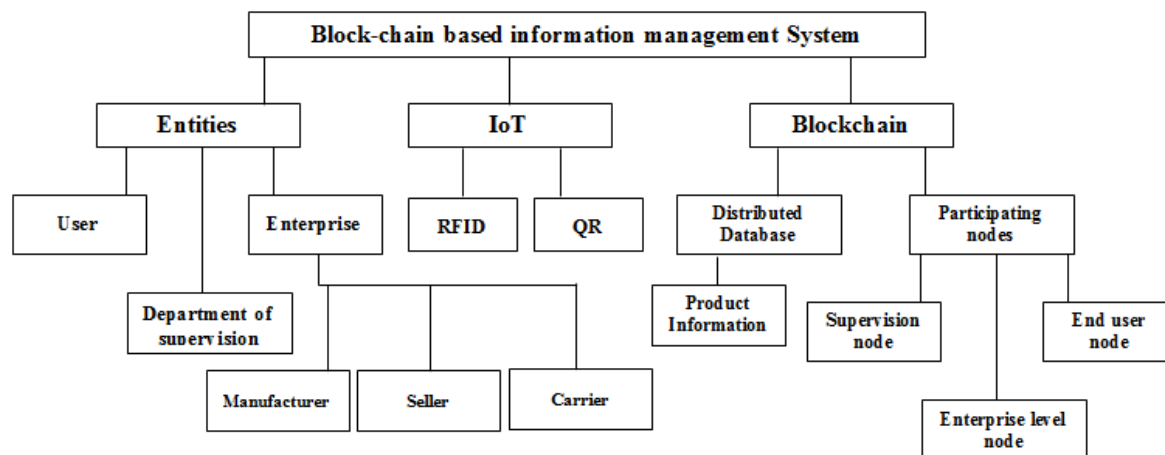 Block-chain based information management System
Entities
IoT
Blockchain
User
Enterprise
RFID
QR
Distributed
Database
Participating
nodes
Department of
supervision
Product
Information
Supervision
node
End user
node
Manufacturer
Seller
Carrier
Enterprise level
node